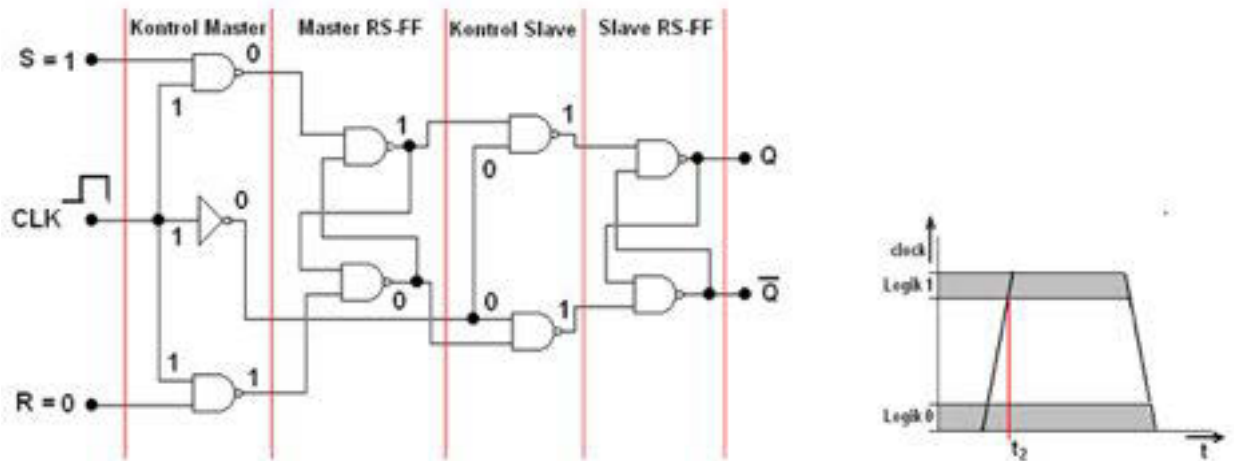 Kontrol Master Master RS-FF Kontrol Slave Slave RS-FF
S = 1
0
1
1
1
0
Q
CLK
0
1
clock
Logik 1
0
0
1
Q
1
1
R = 0
Logik 0
t2
t